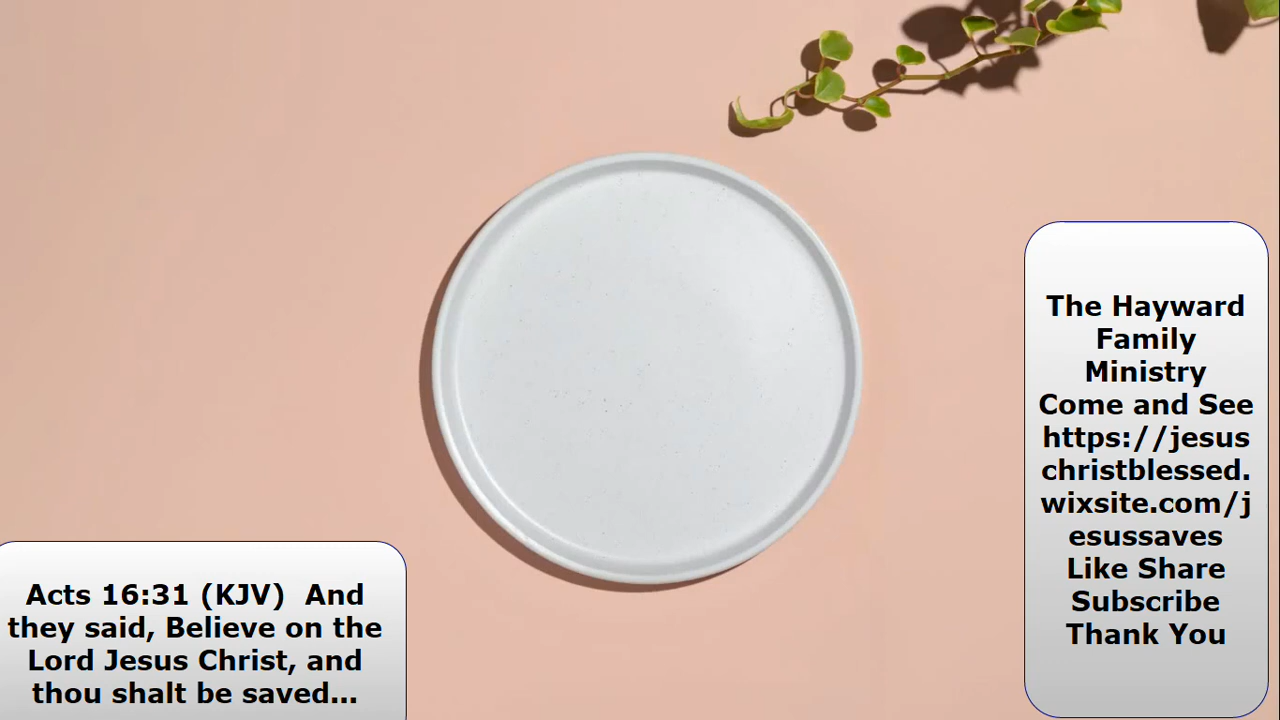 The Hayward
Family
Ministry
Come and See
https://jesus
christblessed.
wixsite.com/j
esussaves
Like Share
Subscribe
Thank You
Acts 16:31 (KJV)  And
they said, Believe on the
Lord Jesus Christ, and
thou shalt be saved...